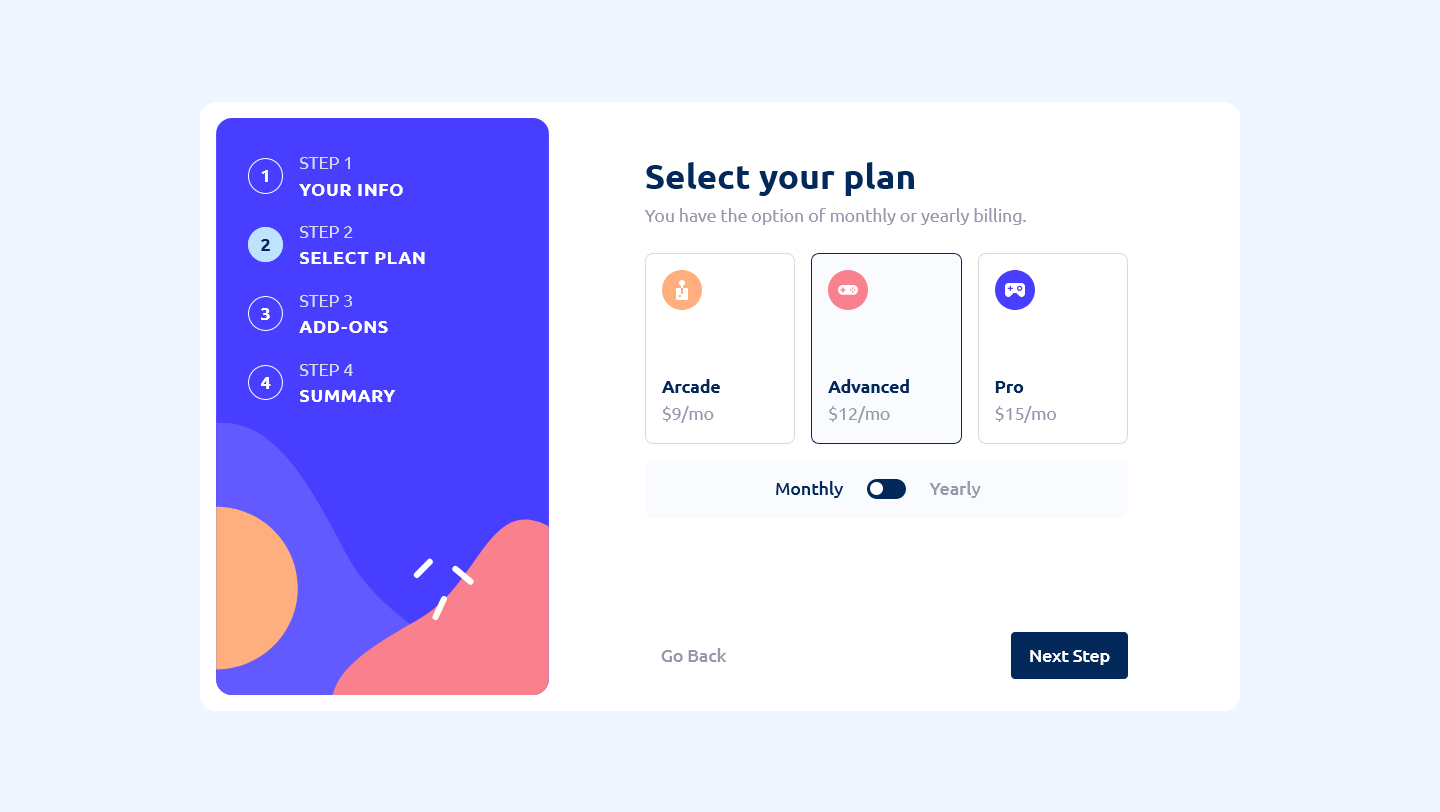 1
STEP 1
YOUR INFO
2
STEP 2
SELECT PLAN
3
STEP 3
ADD-ONS
4
STEP 4
SUMMARY
Select your plan
You have the option of monthly or yearly billing.
Arcade
$9/mo
Advanced
$12/mo
Pro
$15/mo
Monthly Yearly
Go Back
Next Step